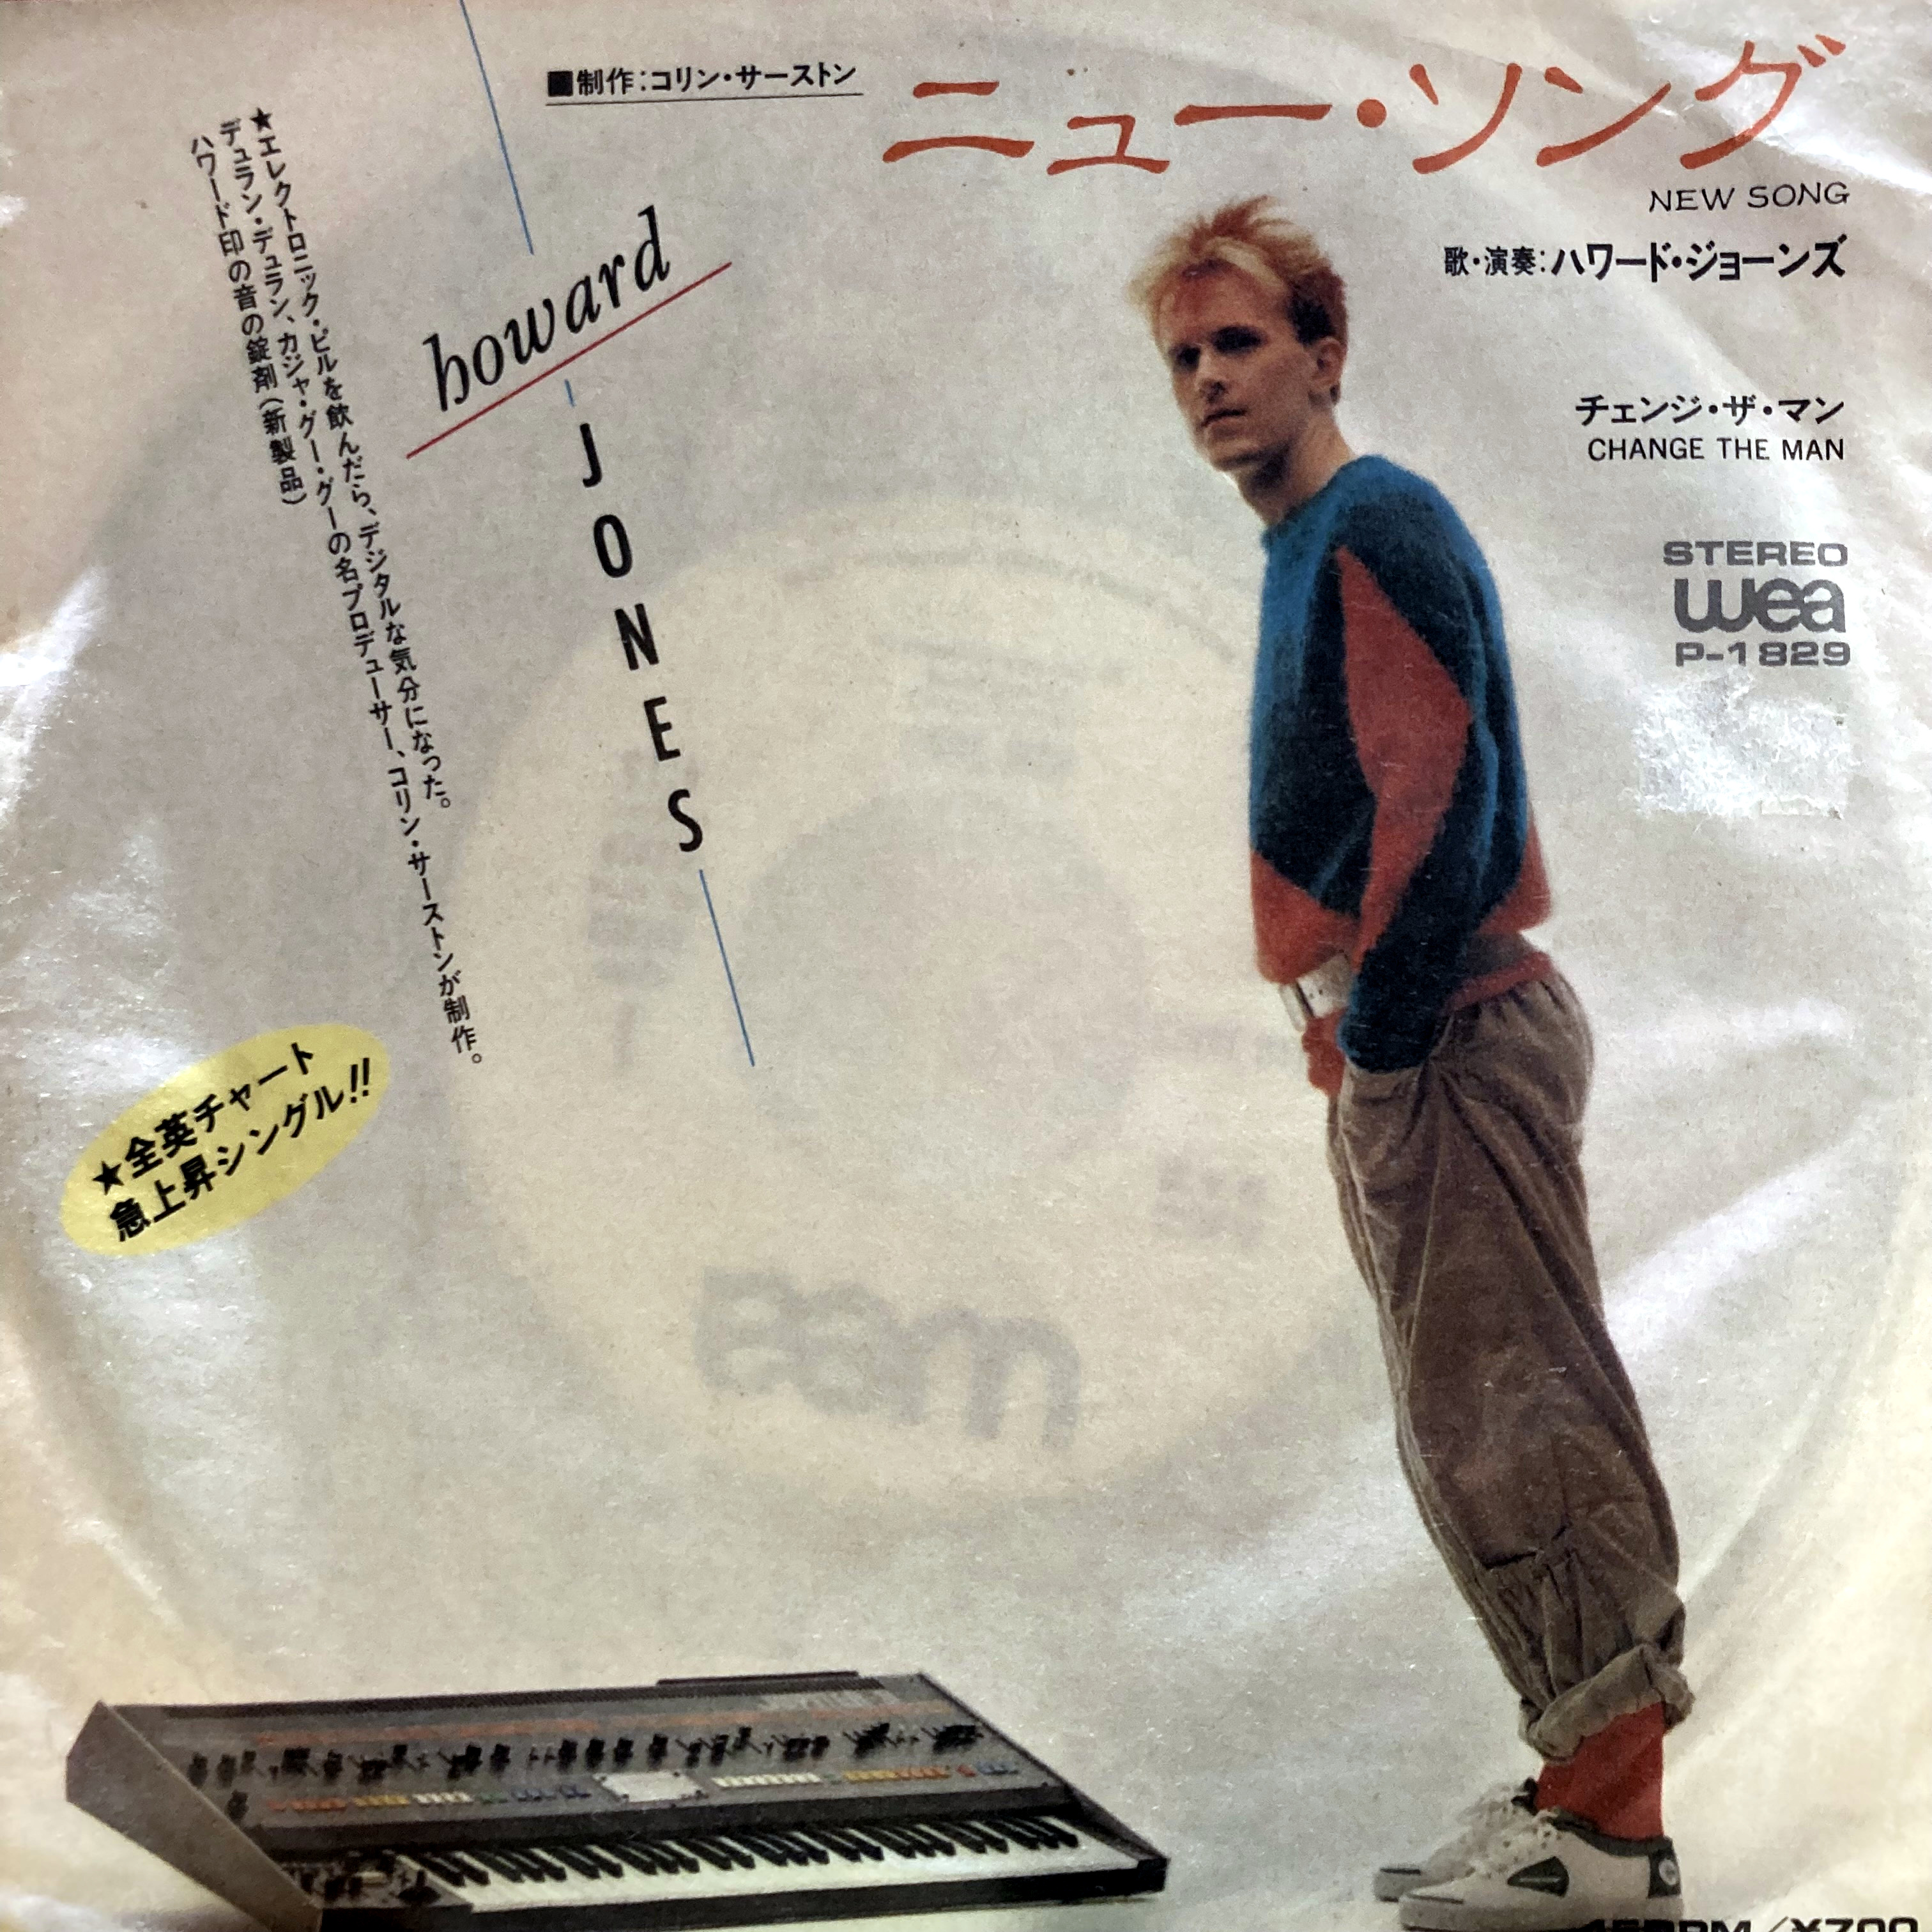 ■制作:コリン・サーストン
ニュー・ソング
NEW SONG
歌・演奏:ハワード・ジョーンズ
チェンジ・ザ・マン
CHANGE THE MAN
STEREO
wea
P-1829
howard
JONES
★エレクトロニック・ピルを飲んだら、デジタルな気分になった。
デュラン・デュラン、カジャ・グー・グーの名プロデューサー、コリン・サーストンが制作。
ハワード印の音の錠剤(新製品)
★全英チャート
急上昇シングル!!
45RPM/¥700